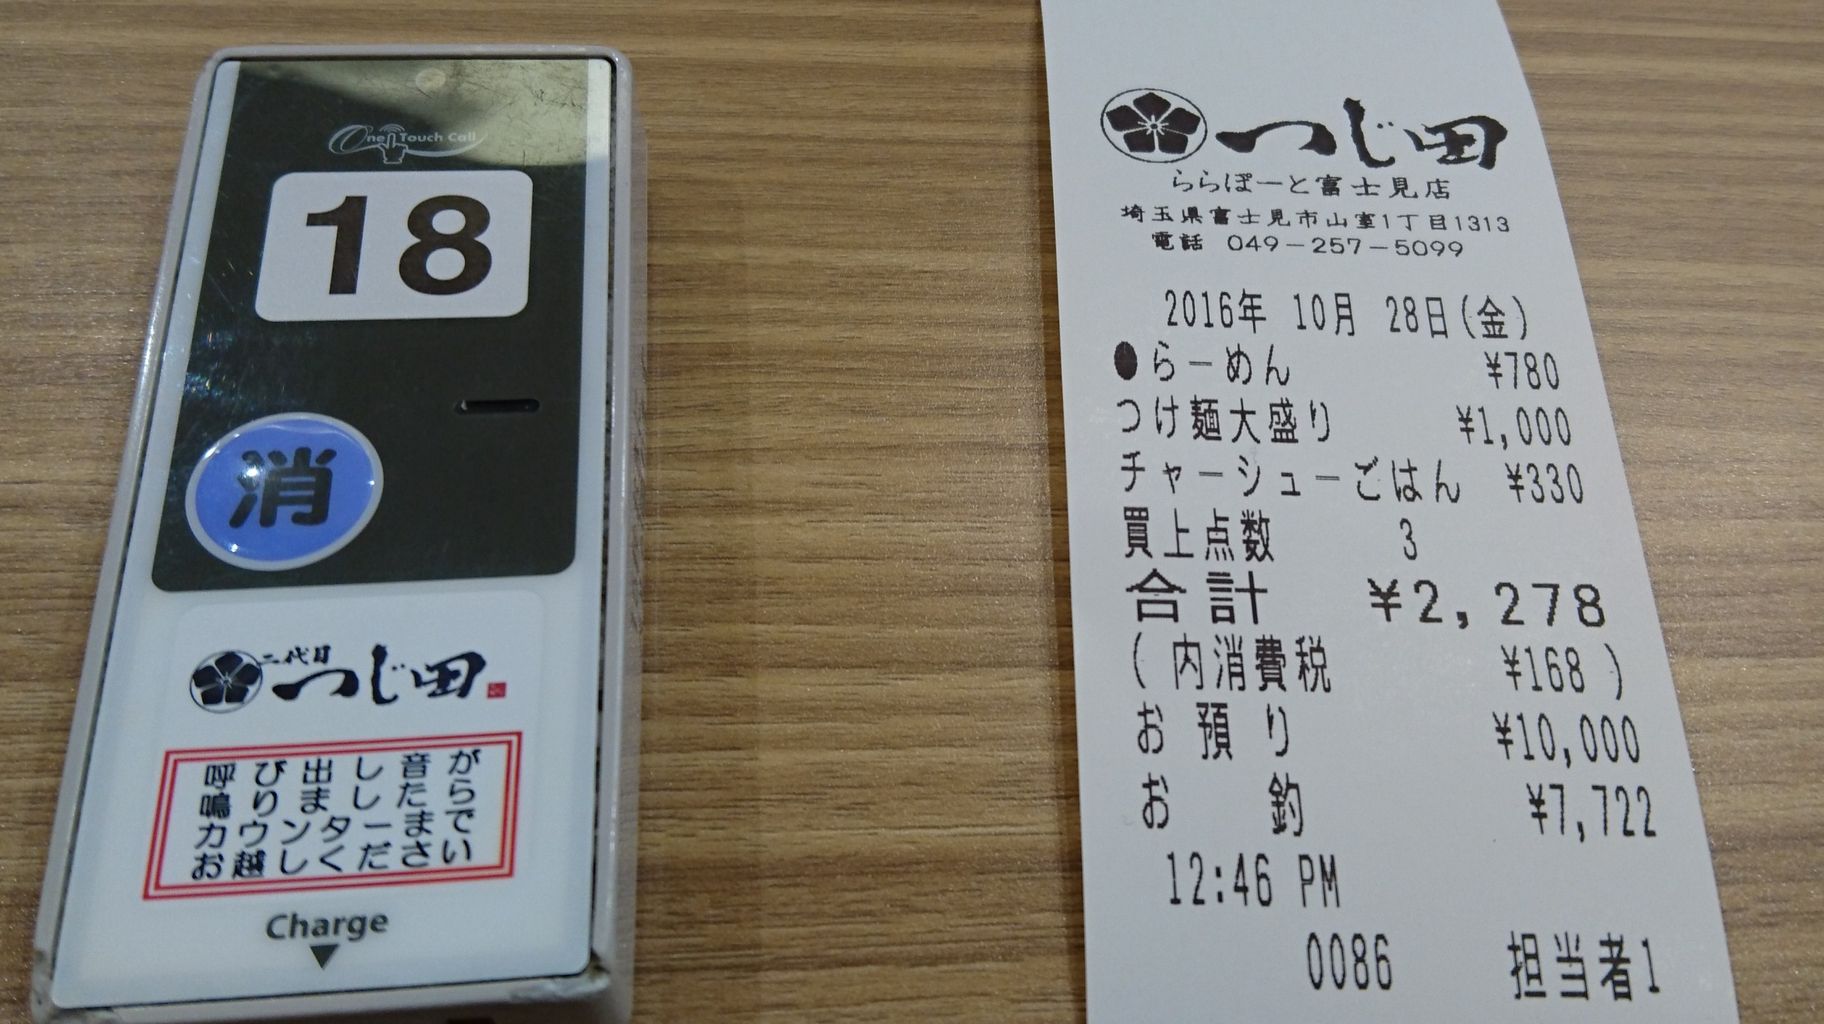 One Touch Call
18
消
二代目
つじ田
呼び出し音が
鳴りましたら
カウンターまで
お越しください
Charge
つじ田
ららぽーと富士見店
埼玉県富士見市山室1丁目1313
電話 049-257-5099
2016年 10月 28日(金)
●らーめん ¥780
つけ麺大盛り ¥1,000
チャーシューごはん ¥330
買上点数 3
合計 ¥2,278
(内消費税 ¥168)
お預り ¥10,000
お釣 ¥7,722
12:46 PM
0086 担当者1